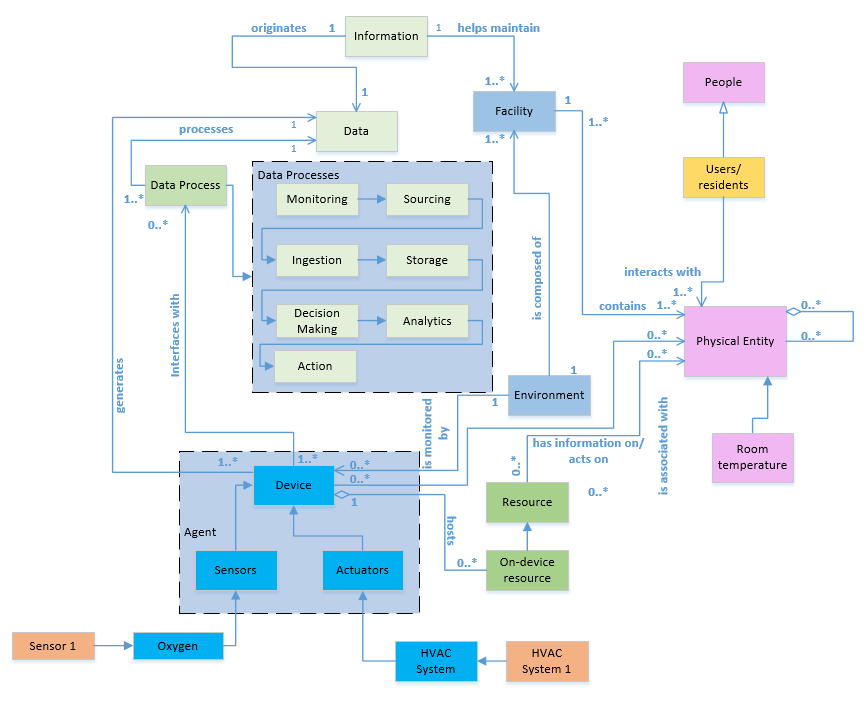 originates
1
Information
1
helps maintain
People
1..*
1
Facility
1
1..*
1
Data
1
processes
1..*
1
Data Processes
Data Process
Users/
residents
1..*
Monitoring
Sourcing
0..*
Ingestion
Storage
is composed of
interacts with
1..*
contains
1..*
0..*
Interfaces with
Decision
Making
Analytics
Physical Entity
0..*
0..*
0..*
Action
generates
1
Environment
1
is monitored
by
is associated with
has information on/
acts on
Room
temperature
1..*
1..*
0..*
0..*
0..*
Device
1
Resource
0..*
Agent
hosts
Sensors
Actuators
0..*
On-device
resource
Sensor 1
Oxygen
HVAC
System
HVAC
System 1